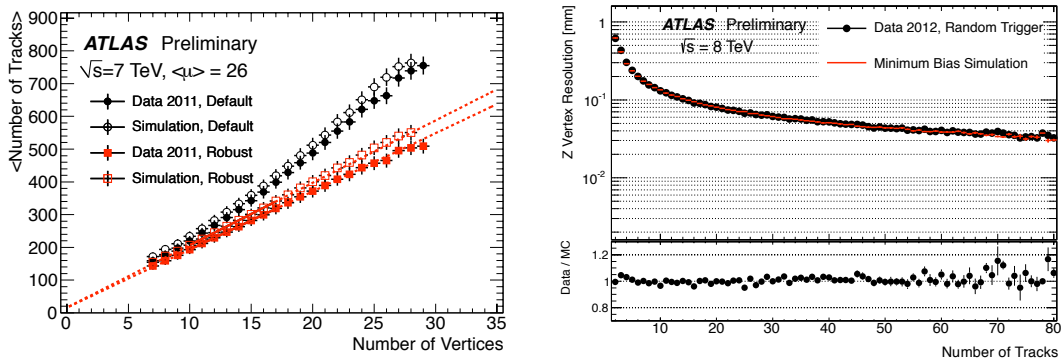 <Number of Tracks>
900
800
700
600
500
400
300
200
100
0
ATLAS Preliminary
√s=7 TeV, <μ> = 26
Data 2011, Default
Simulation, Default
Data 2011, Robust
Simulation, Robust
0 5 10 15 20 25 30 35
Number of Vertices
Z Vertex Resolution [mm]
1
10⁻¹
10⁻²
ATLAS Preliminary
√s = 8 TeV
Data 2012, Random Trigger
Minimum Bias Simulation
Data / MC
1.2
1.0
0.8
10 20 30 40 50 60 70 80
Number of Tracks